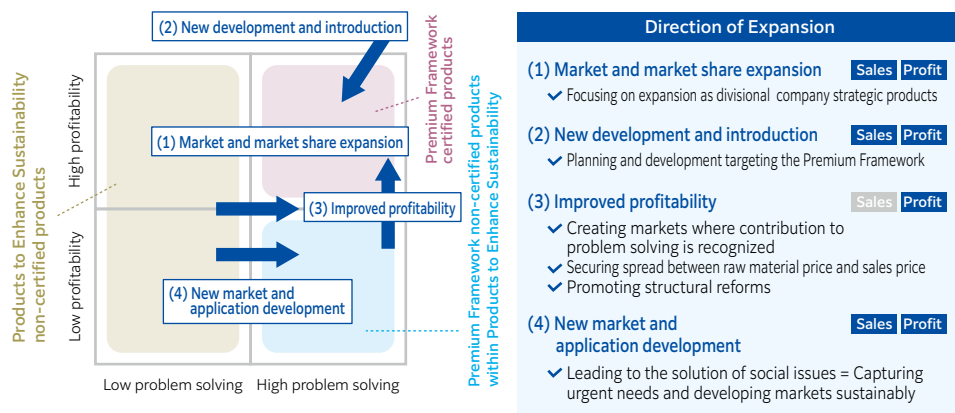 (2) New development and introduction
Products to Enhance Sustainability
non-certified products
High profitability
Low profitability
Premium Framework
certified products
(1) Market and market share expansion
(3) Improved profitability
(4) New market and
application development
Premium Framework non-certified products
within Products to Enhance Sustainability
Low problem solving
High problem solving
Direction of Expansion
(1) Market and market share expansion Sales Profit
Focusing on expansion as divisional company strategic products
(2) New development and introduction Sales Profit
Planning and development targeting the Premium Framework
(3) Improved profitability Sales Profit
Creating markets where contribution to
problem solving is recognized
Securing spread between raw material price and sales price
Promoting structural reforms
(4) New market and Sales Profit
application development
Leading to the solution of social issues = Capturing
urgent needs and developing markets sustainably